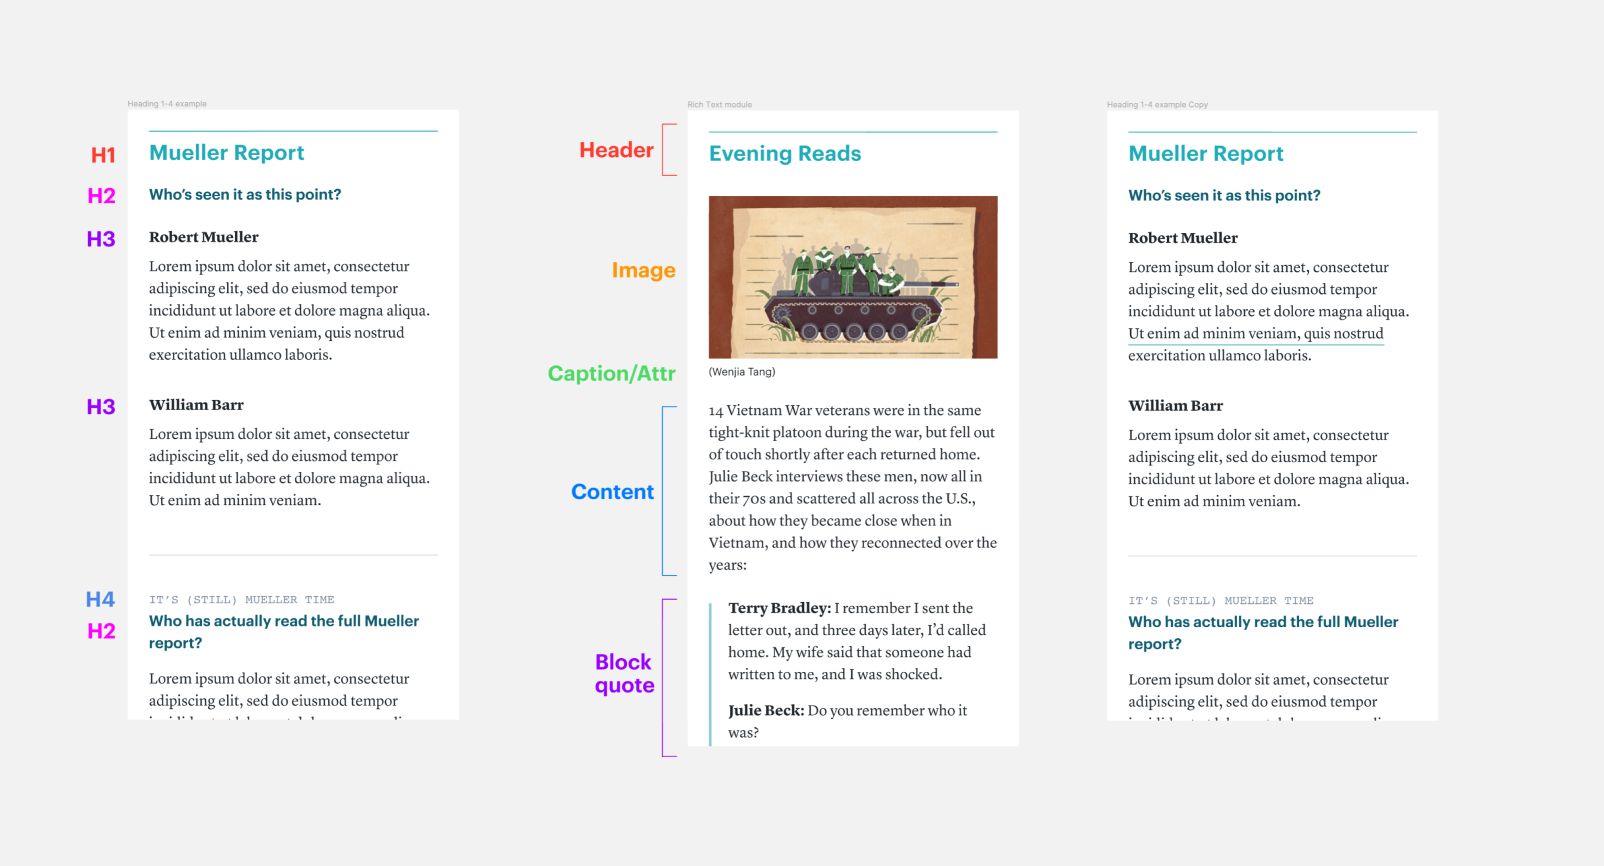 Heading 1-4 example
H1
Mueller Report
H2
Who's seen it as this point?
H3
Robert Mueller
Lorem ipsum dolor sit amet, consectetur
adipiscing elit, sed do eiusmod tempor
incididunt ut labore et dolore magna aliqua.
Ut enim ad minim veniam, quis nostrud
exercitation ullamco laboris.
H3
William Barr
Lorem ipsum dolor sit amet, consectetur
adipiscing elit, sed do eiusmod tempor
incididunt ut labore et dolore magna aliqua.
Ut enim ad minim veniam.
H4
IT'S (STILL) MUELLER TIME
H2
Who has actually read the full Mueller
report?
Lorem ipsum dolor sit amet, consectetur
adipiscing elit, sed do eiusmod tempor
Rich Text module
Header
Evening Reads
Image
Caption/Attr
(Wenjia Tang)
Content
14 Vietnam War veterans were in the same
tight-knit platoon during the war, but fell out
of touch shortly after each returned home.
Julie Beck interviews these men, now all in
their 70s and scattered all across the U.S.,
about how they became close when in
Vietnam, and how they reconnected over the
years:
Block
quote
Terry Bradley: I remember I sent the
letter out, and three days later, I'd called
home. My wife said that someone had
written to me, and I was shocked.
Julie Beck: Do you remember who it
was?
Heading 1-4 example Copy
Mueller Report
Who's seen it as this point?
Robert Mueller
Lorem ipsum dolor sit amet, consectetur
adipiscing elit, sed do eiusmod tempor
incididunt ut labore et dolore magna aliqua.
Ut enim ad minim veniam, quis nostrud
exercitation ullamco laboris.
William Barr
Lorem ipsum dolor sit amet, consectetur
adipiscing elit, sed do eiusmod tempor
incididunt ut labore et dolore magna aliqua.
Ut enim ad minim veniam.
IT'S (STILL) MUELLER TIME
Who has actually read the full Mueller
report?
Lorem ipsum dolor sit amet, consectetur
adipiscing elit, sed do eiusmod tempor